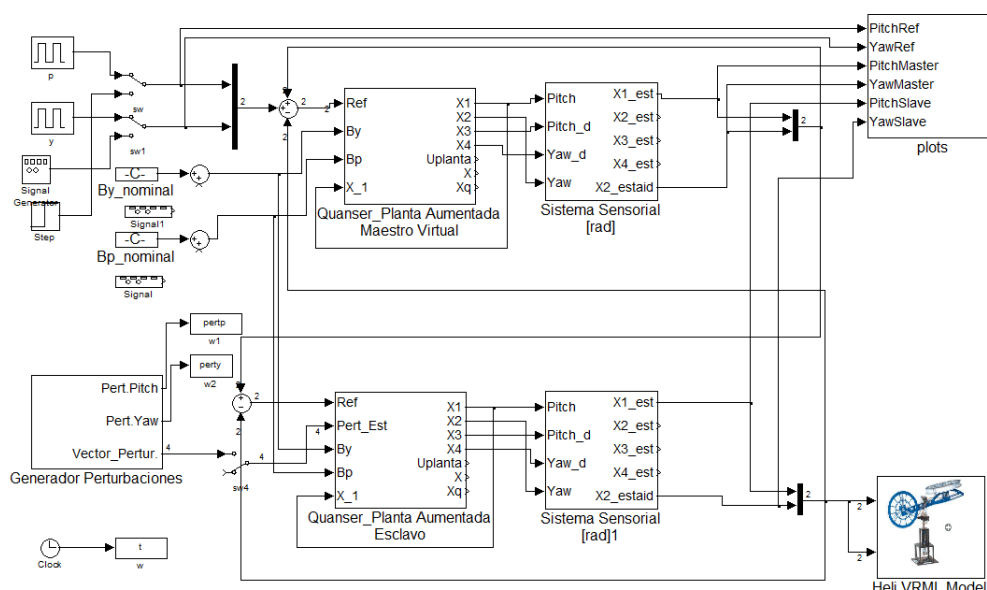 p
sw
y
sw1
Signal
Generator
Step
-C-
By_nominal
Signal1
-C-
Bp_nominal
Signal
2
2
2
2
2
Ref
By
Bp
X_1
X1
X2
X3
X4
Uplanta
X
Xq
Quanser_Planta Aumentada
Maestro Virtual
Pitch
Pitch_d
Yaw_d
Yaw
X1_est
X2_est
X3_est
X4_est
X2_estaid
Sistema Sensorial
[rad]
2
PitchRef
YawRef
PitchMaster
YawMaster
PitchSlave
YawSlave
plots
pertp
w1
perty
w2
Pert.Pitch
Pert.Yaw
Vector_Pertur.
Generador Perturbaciones
4
sw4
4
2
2
2
4
Ref
Pert_Est
By
Bp
X_1
X1
X2
X3
X4
Uplanta
X
Xq
Quanser_Planta Aumentada
Esclavo
Pitch
Pitch_d
Yaw_d
Yaw
X1_est
X2_est
X3_est
X4_est
X2_estaid
Sistema Sensorial
[rad]1
2
2
2
2
Heli VRML Model
Clock
t
w